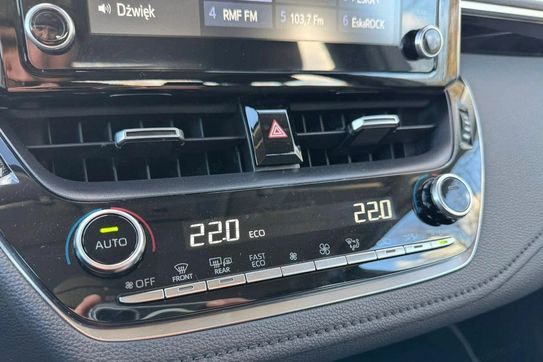 Dźwięk
4 RMF FM
5 103,7 Fm
6 EskaROCK
AUTO
22.0 ECO
22.0
OFF
FRONT
REAR
FAST ECO